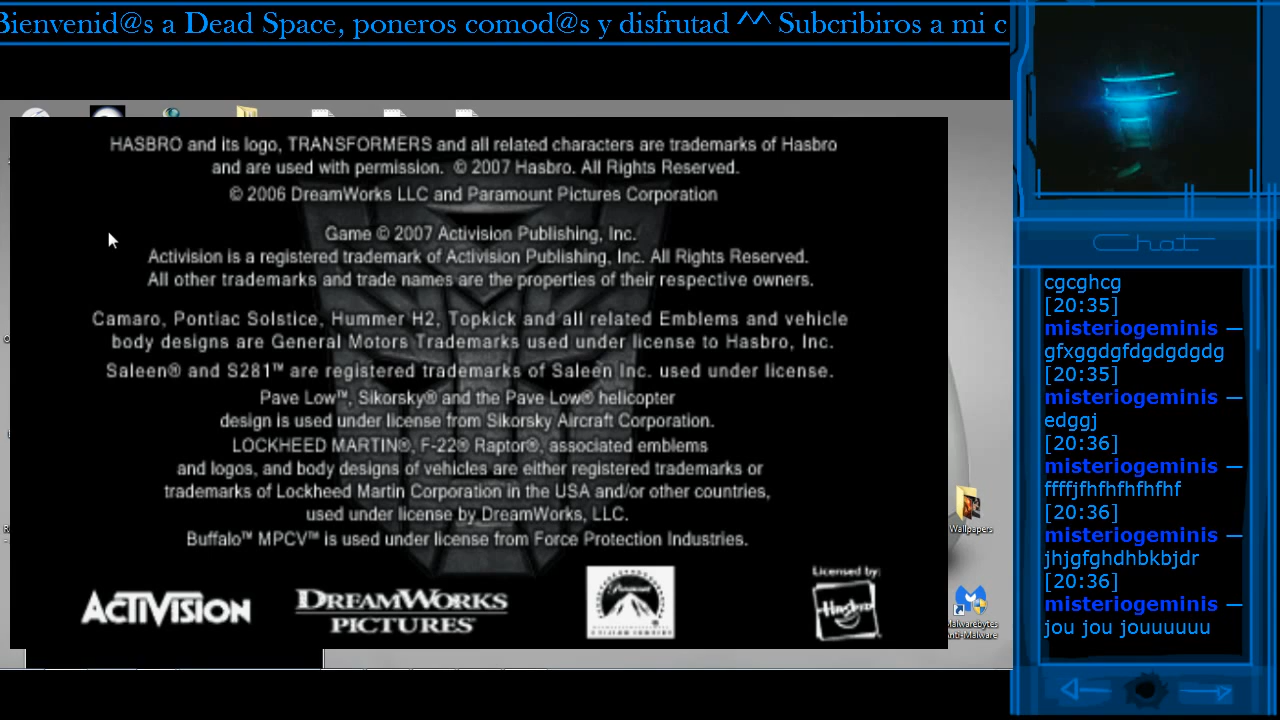 Bienvenid@s a Dead Space, poneros comod@s y disfrutad ^^ Subcribiros a mi c
HASBRO and its logo, TRANSFORMERS and all related characters are trademarks of Hasbro
and are used with permission. © 2007 Hasbro. All Rights Reserved.
© 2006 DreamWorks LLC and Paramount Pictures Corporation
Game © 2007 Activision Publishing, Inc.
Activision is a registered trademark of Activision Publishing, Inc. All Rights Reserved.
All other trademarks and trade names are the properties of their respective owners.
Camaro, Pontiac Solstice, Hummer H2, Topkick and all related Emblems and vehicle
body designs are General Motors Trademarks used under license to Hasbro, Inc.
Saleen® and S281™ are registered trademarks of Saleen Inc. used under license.
Pave Low™, Sikorsky® and the Pave Low® helicopter
design is used under license from Sikorsky Aircraft Corporation.
LOCKHEED MARTIN®, F-22® Raptor®, associated emblems
and logos, and body designs of vehicles are either registered trademarks or
trademarks of Lockheed Martin Corporation in the USA and/or other countries,
used under license by DreamWorks, LLC.
Buffalo™ MPCV™ is used under license from Force Protection Industries.
ACTIVISION
DREAMWORKS
PICTURES
Paramount
Licensed by:
Hasbro
Wallpapers
Malwarebytes
Anti-Malware
Chat
cgcghcg
[20:35]
misteriogeminis —
gfxggdgfdgdgdgdg
[20:35]
misteriogeminis —
edggj
[20:36]
misteriogeminis —
ffffjfhfhfhfhfhf
[20:36]
misteriogeminis —
jhjgfghdhbkbjdr
[20:36]
misteriogeminis —
jou jou jouuuuuu